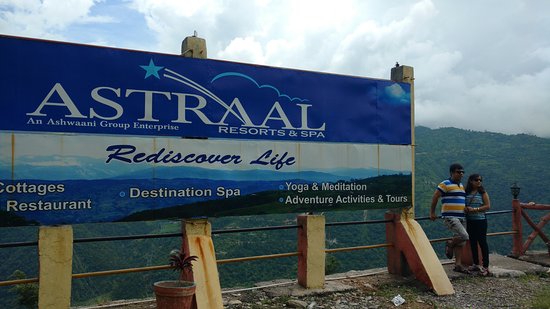 ASTRAAL
An Ashwaani Group Enterprise
RESORTS & SPA
Rediscover Life
Cottages
• Destination Spa
• Yoga & Meditation
Restaurant
• Adventure Activities & Tours